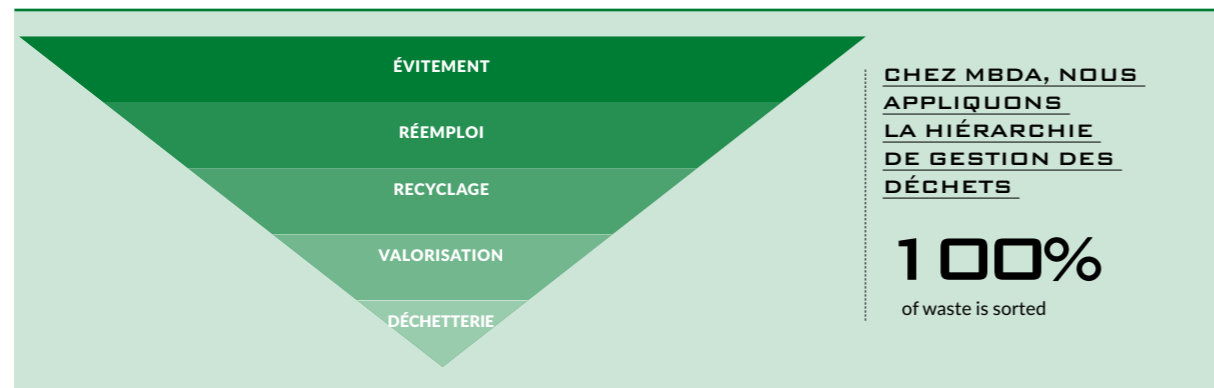 ÉVITEMENT
RÉEMPLOI
RECYCLAGE
VALORISATION
DÉCHETTERIE
CHEZ MBDA, NOUS
APPLIQUONS
LA HIÉRARCHIE
DE GESTION DES
DÉCHETS
100%
of waste is sorted